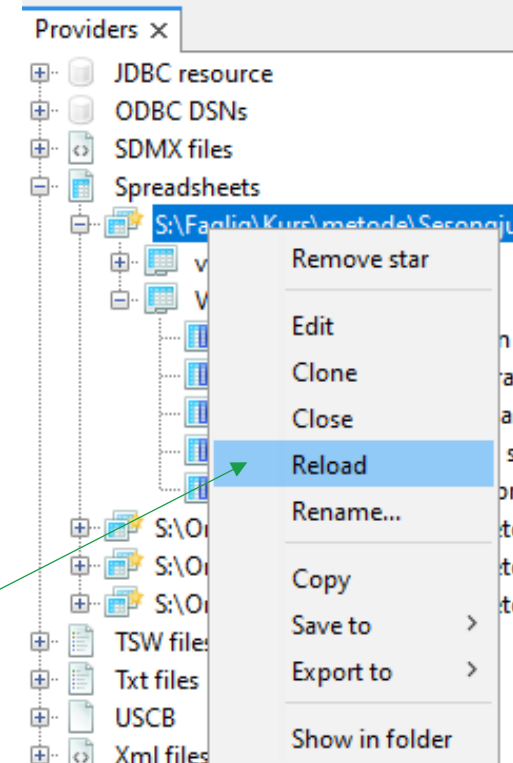 Providers ×
JDBC resource
ODBC DSNs
SDMX files
Spreadsheets
S:\Faglig\Kurs\metode\Sesongju
Remove star
Edit
Clone
Close
Reload
Rename...
Copy
Save to >
Export to >
Show in folder
S:\O
S:\O
S:\O
TSW files
Txt files
USCB
Xml files